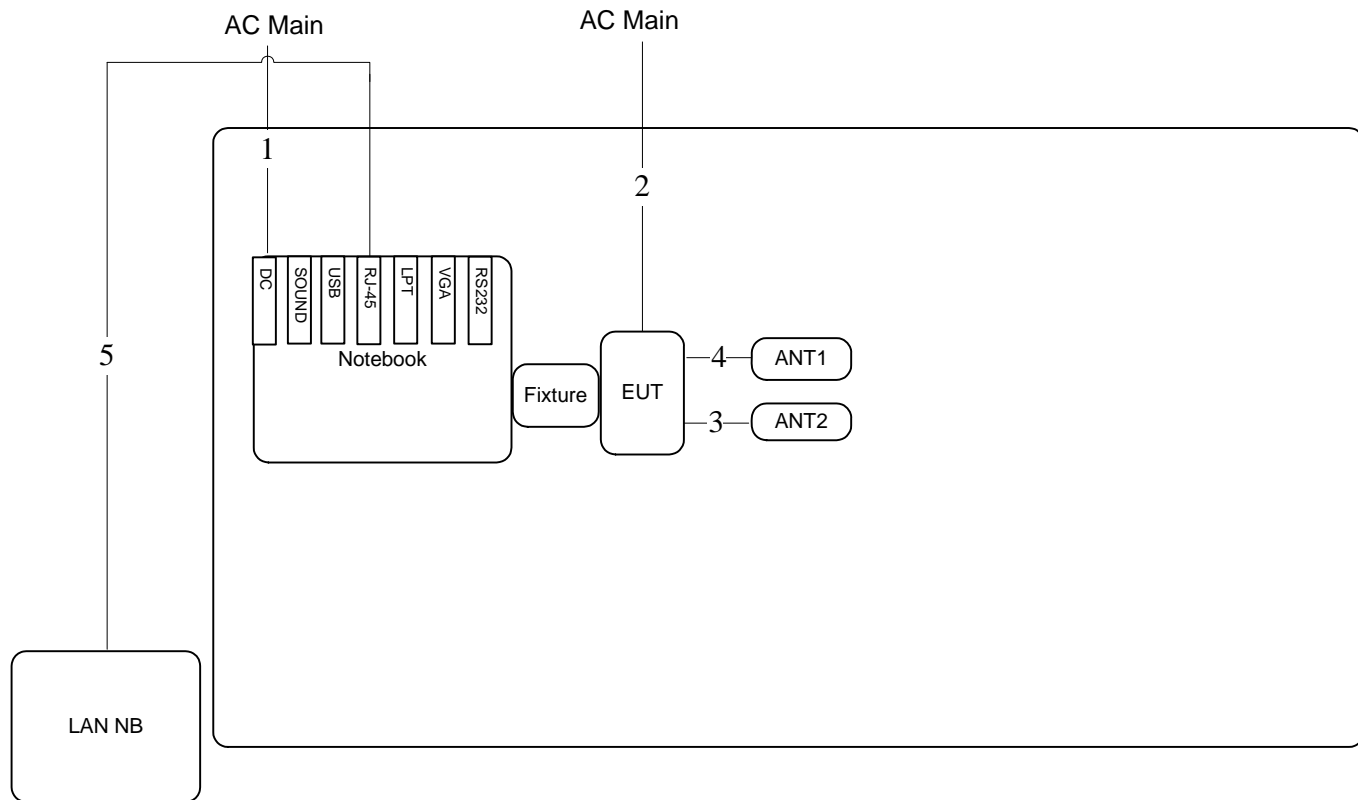 AC Main
AC Main
1
2
DC
SOUND
USB
RJ-45
LPT
VGA
RS232
Notebook
5
Fixture
EUT
4
ANT1
3
ANT2
LAN NB